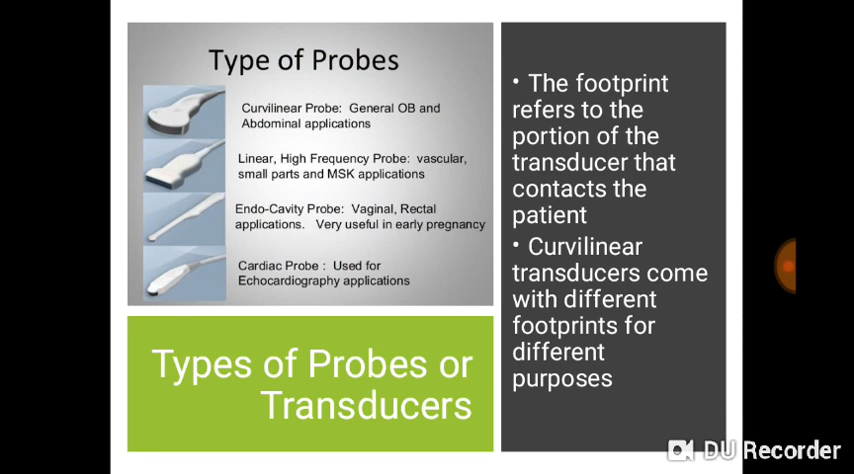 Type of Probes
Curvilinear Probe: General OB and
Abdominal applications
Linear, High Frequency Probe: vascular,
small parts and MSK applications
Endo-Cavity Probe: Vaginal, Rectal
applications. Very useful in early pregnancy
Cardiac Probe : Used for
Echocardiography applications
Types of Probes or
Transducers
• The footprint
refers to the
portion of the
transducer that
contacts the
patient
• Curvilinear
transducers come
with different
footprints for
different
purposes
DU Recorder